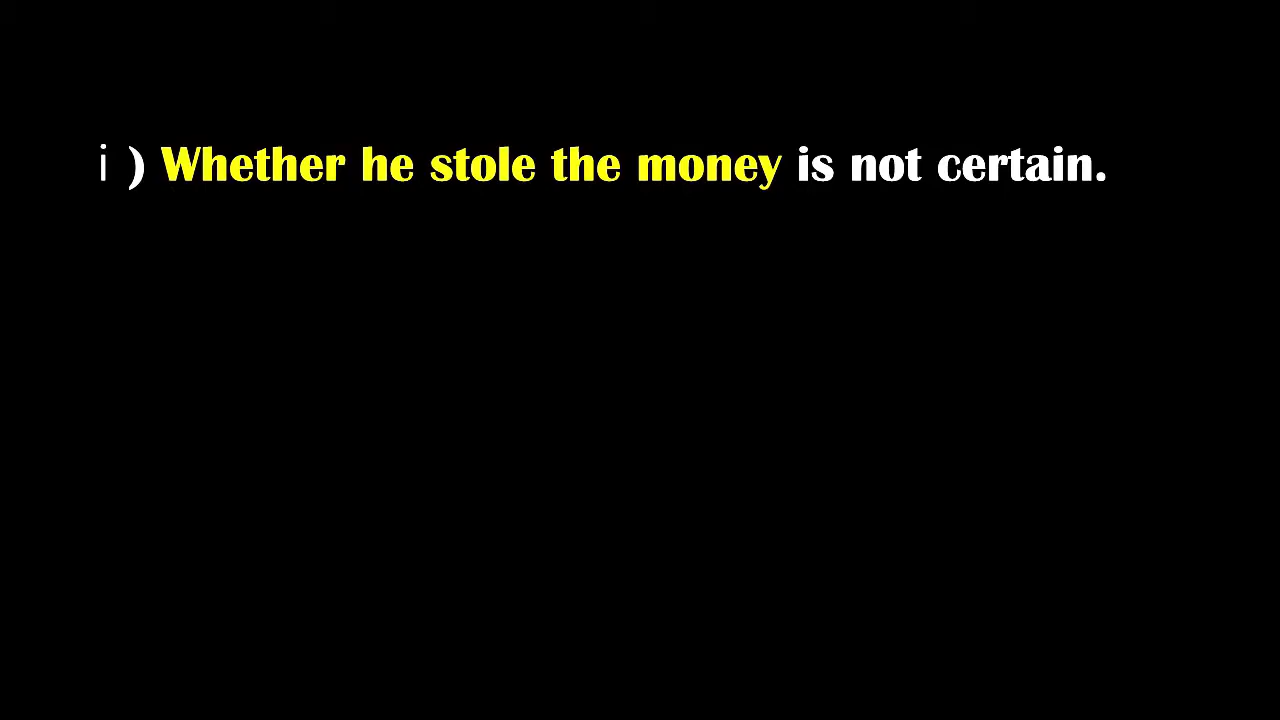 i ) Whether he stole the money is not certain.